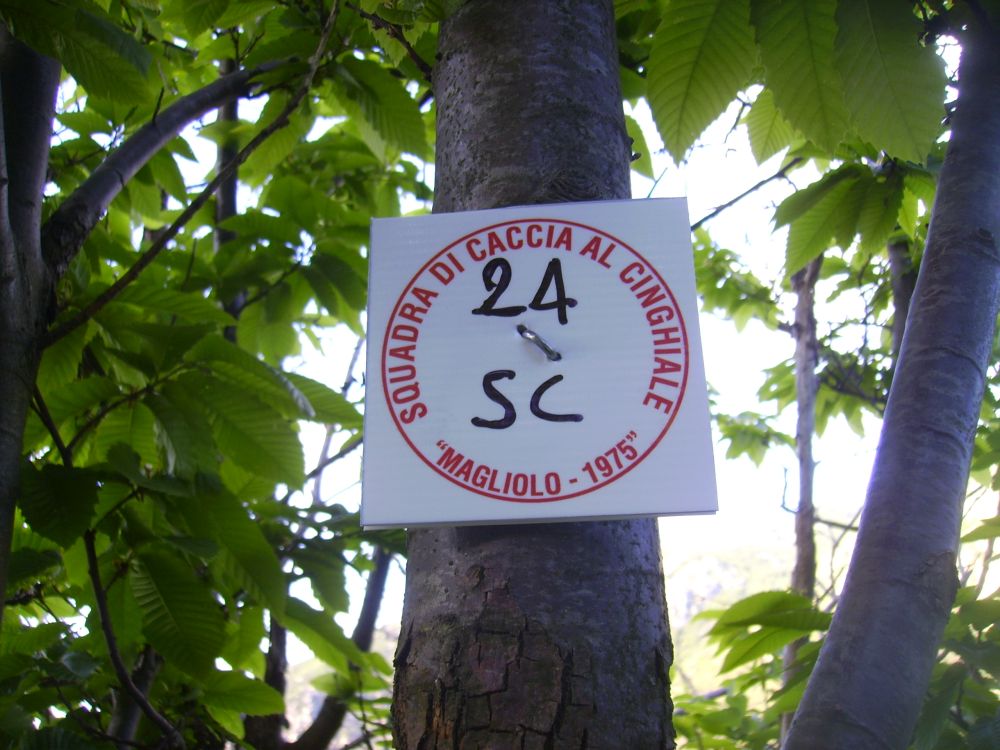 SQUADRA DI CACCIA AL CINGHIALE
24
SC
"MAGLIOLO - 1975"